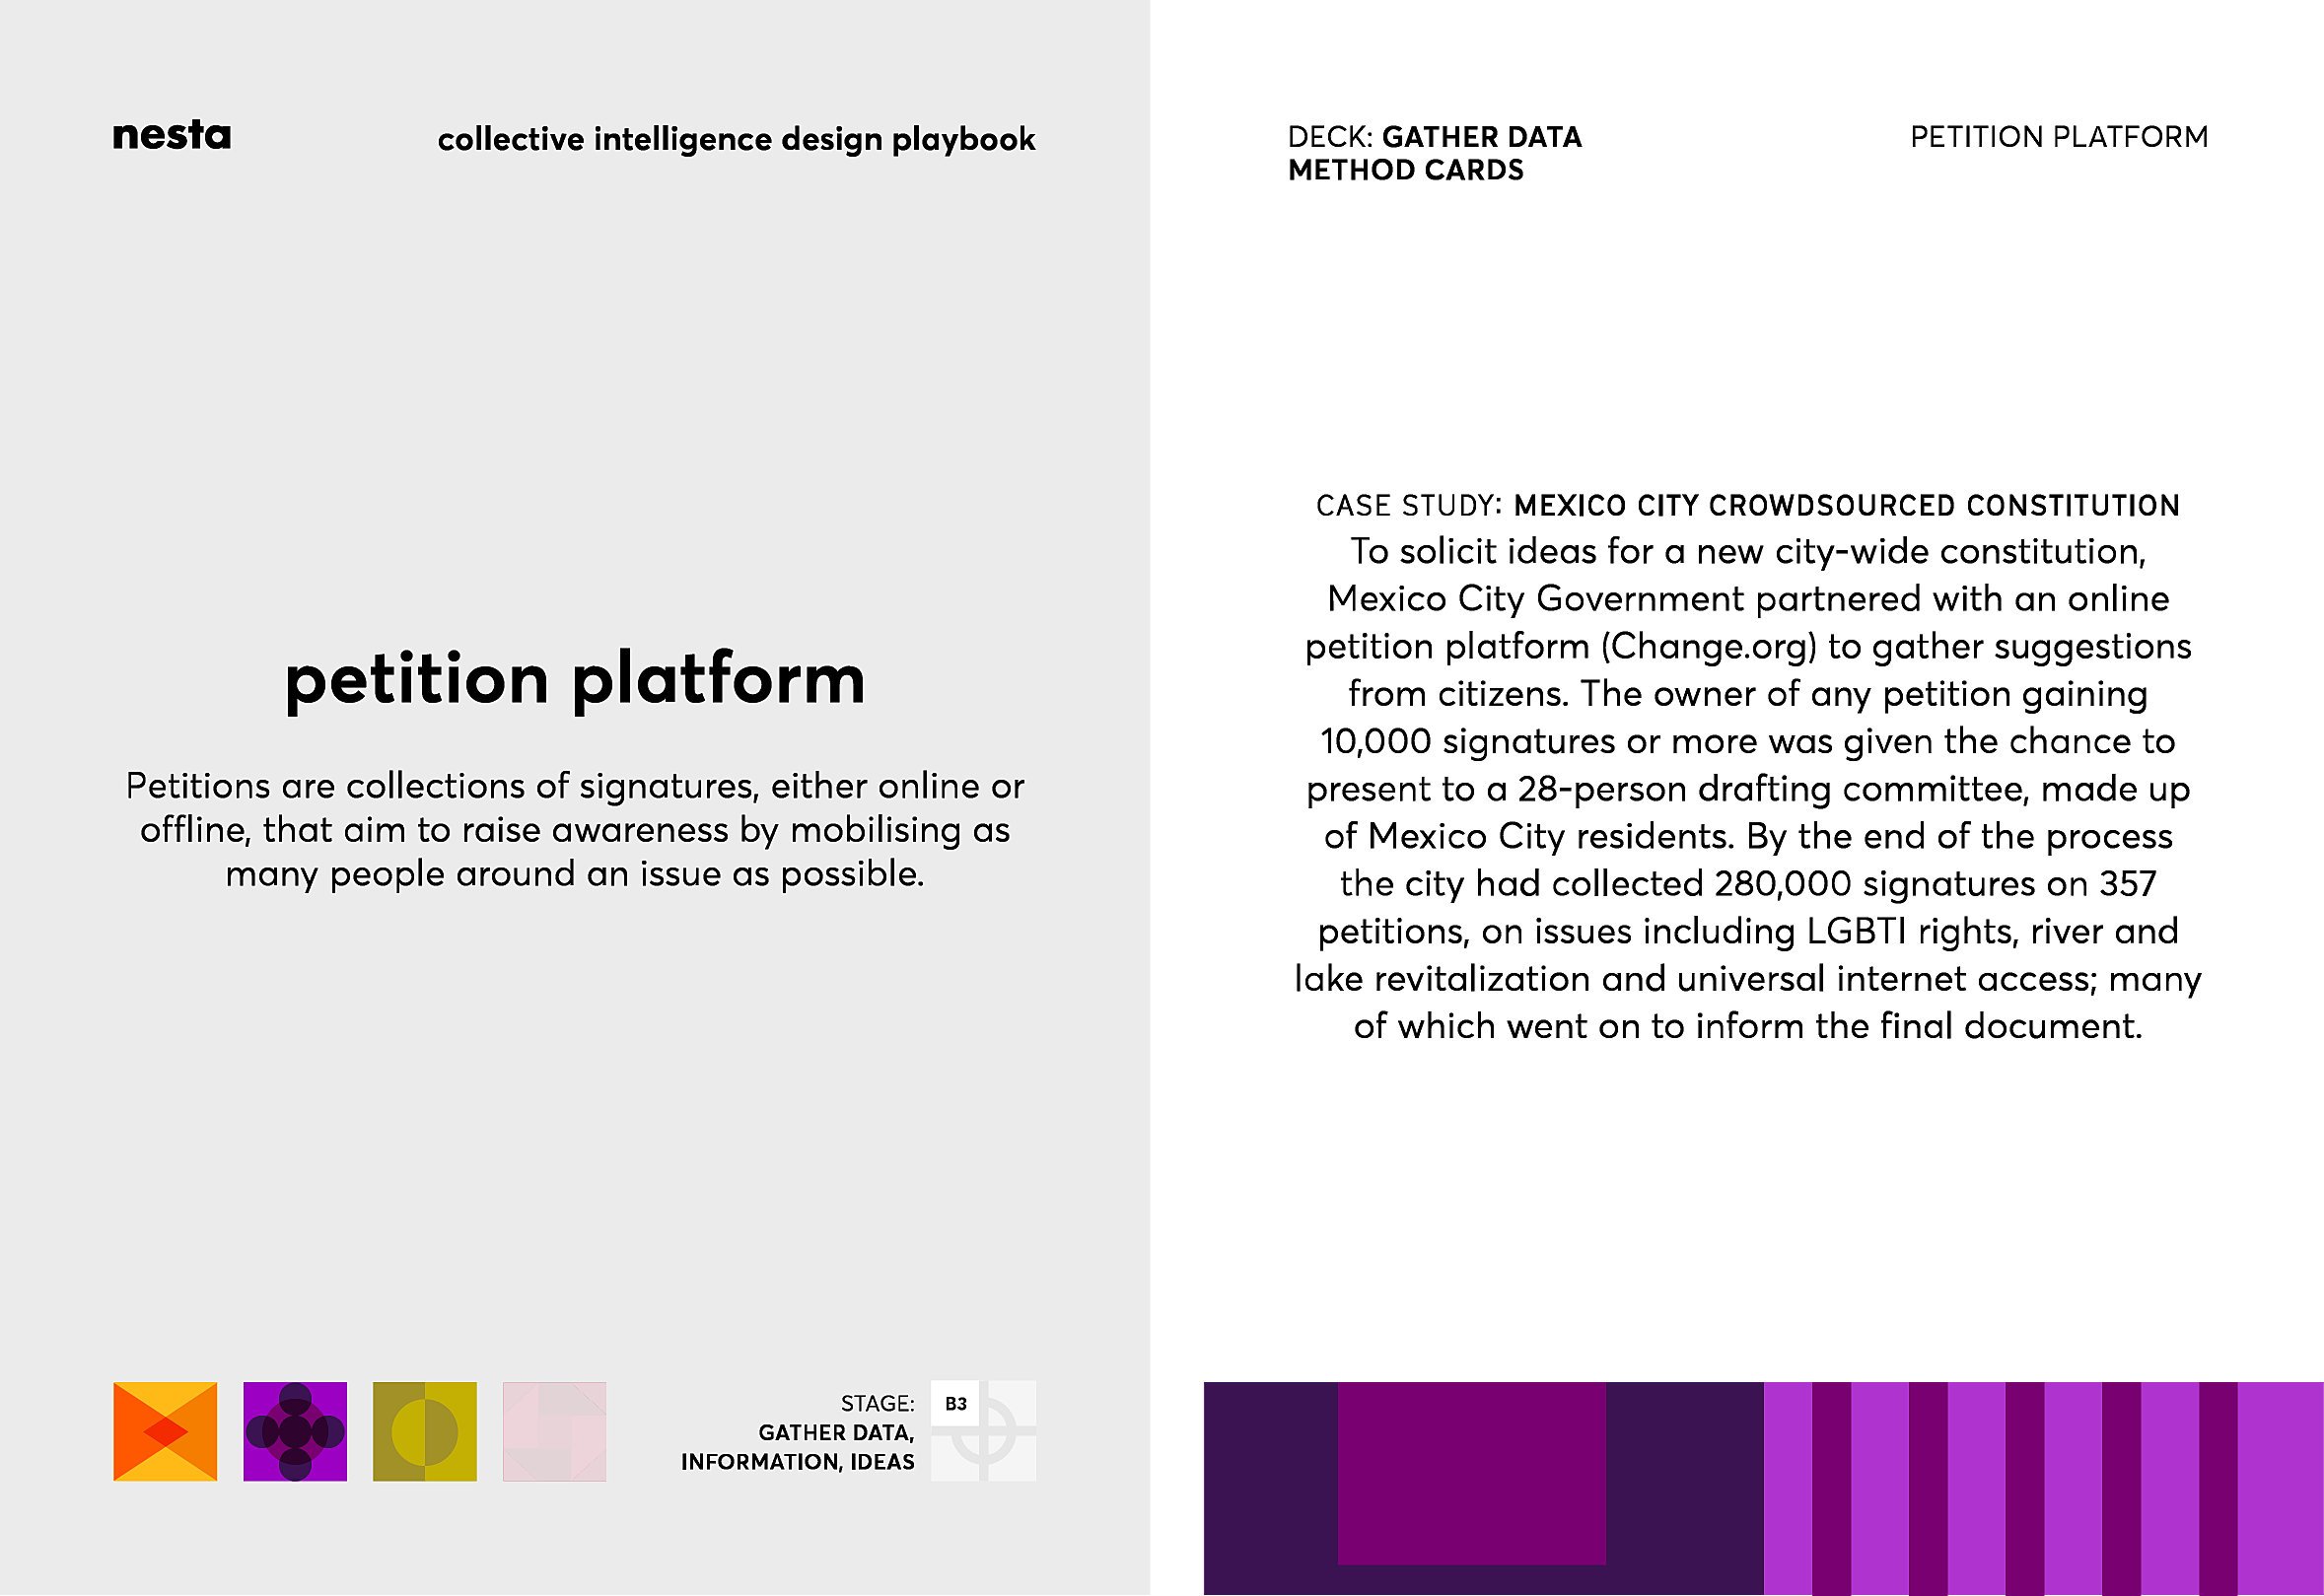 nesta
collective intelligence design playbook
petition platform
Petitions are collections of signatures, either online or
offline, that aim to raise awareness by mobilising as
many people around an issue as possible.
STAGE:
GATHER DATA,
INFORMATION, IDEAS
B3
DECK: GATHER DATA
METHOD CARDS
PETITION PLATFORM
CASE STUDY: MEXICO CITY CROWDSOURCED CONSTITUTION
To solicit ideas for a new city-wide constitution,
Mexico City Government partnered with an online
petition platform (Change.org) to gather suggestions
from citizens. The owner of any petition gaining
10,000 signatures or more was given the chance to
present to a 28-person drafting committee, made up
of Mexico City residents. By the end of the process
the city had collected 280,000 signatures on 357
petitions, on issues including LGBTI rights, river and
lake revitalization and universal internet access; many
of which went on to inform the final document.